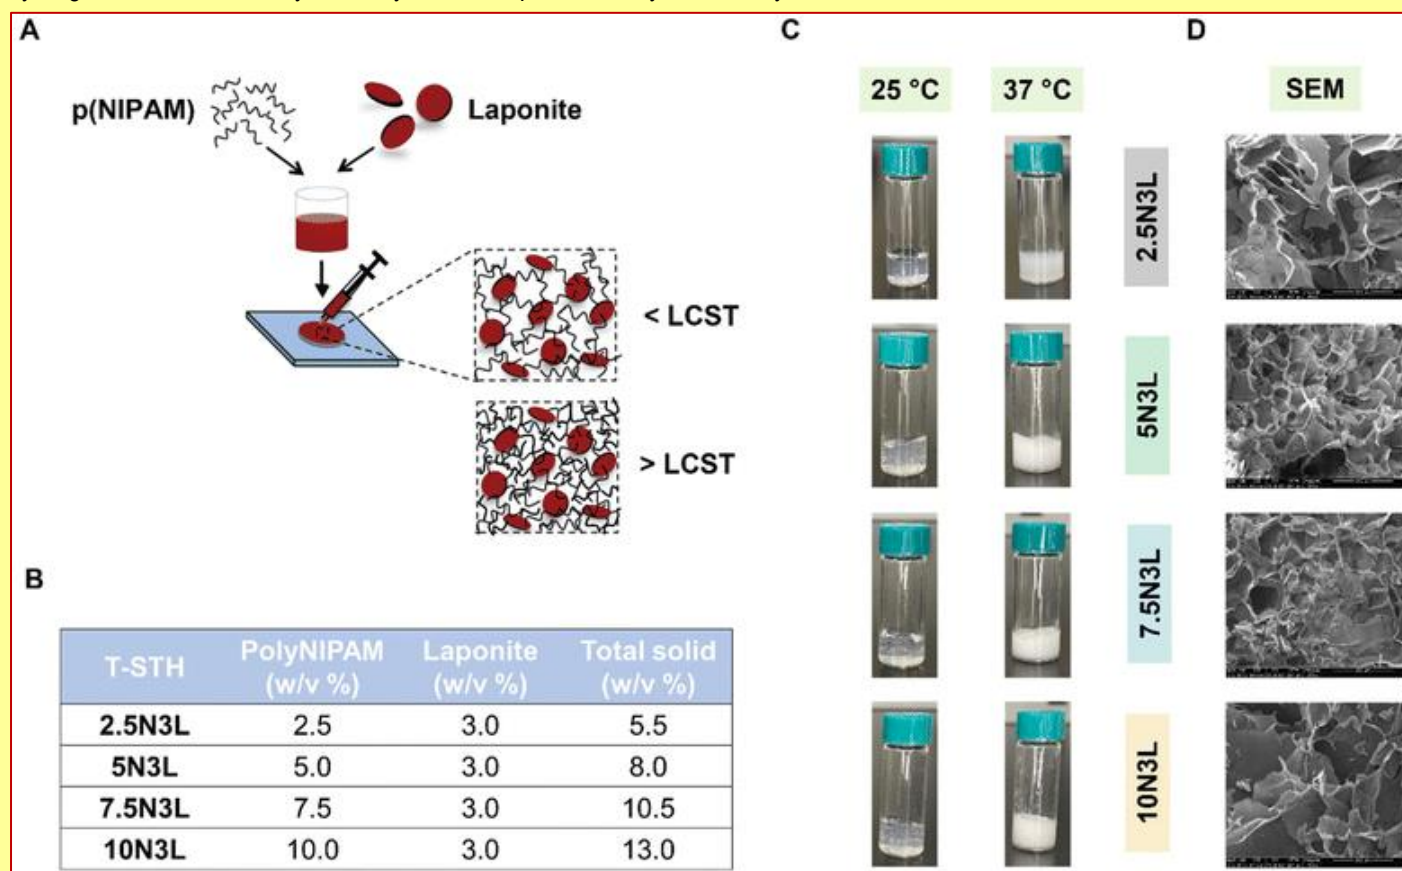 A
p(NIPAM)
Laponite
< LCST
> LCST
B
T-STH PolyNIPAM (w/v %) Laponite (w/v %) Total solid (w/v %)
2.5N3L 2.5 3.0 5.5
5N3L 5.0 3.0 8.0
7.5N3L 7.5 3.0 10.5
10N3L 10.0 3.0 13.0
C
25 °C 37 °C
2.5N3L
5N3L
7.5N3L
10N3L
D
SEM